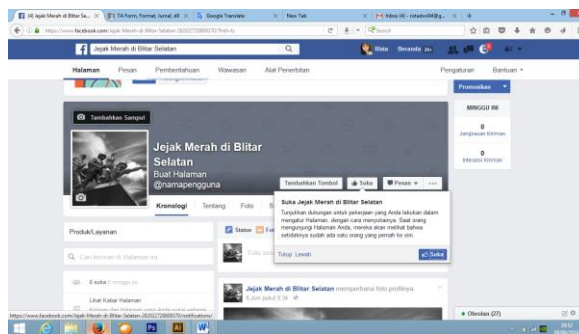 (4) Jejak Merah di Blitar Se...
Google Translate
New Tab
https://www.facebook.com/Jejak-Merah-di-Blitar-Selatan-
Search
Jejak Merah di Blitar Selatan
Rista
Beranda
Halaman
Pesan
Pemberitahuan
Wawasan
Alat Penerbitan
Pengaturan
Bantuan
Promosikan
MINGGU INI
0
Jangkauan Kiriman
0
Interaksi Kiriman
Tambahkan Sampul
Jejak Merah di Blitar
Selatan
Buat Halaman
@namapengguna
Tambahkan Tombol
Suka
Pesan
Kronologi
Tentang
Foto
Suka Jejak Merah di Blitar Selatan
Tunjukkan dukungan untuk pekerjaan yang Anda lakukan dalam
mengatur Halaman, dengan cara menyukainya. Saat orang
mengunjungi Halaman Anda, mereka akan melihat bahwa
setidaknya sudah ada satu orang yang pernah ke sini.
Tutup
Lewati
Suka
Produk/Layanan
Status
Cari kiriman di Halaman ini
0 suka
Lihat Kabar Halaman
Jejak Merah di Blitar Selatan memperbarui foto profilnya.
Obrolan (27)